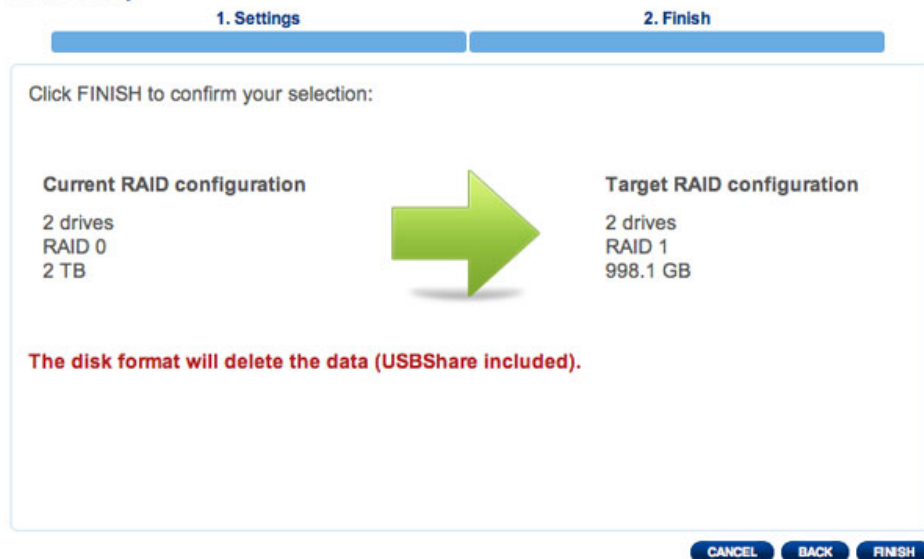 1. Settings
2. Finish
Click FINISH to confirm your selection:
Current RAID configuration
2 drives
RAID 0
2 TB
Target RAID configuration
2 drives
RAID 1
998.1 GB
The disk format will delete the data (USBShare included).
CANCEL
BACK
FINISH